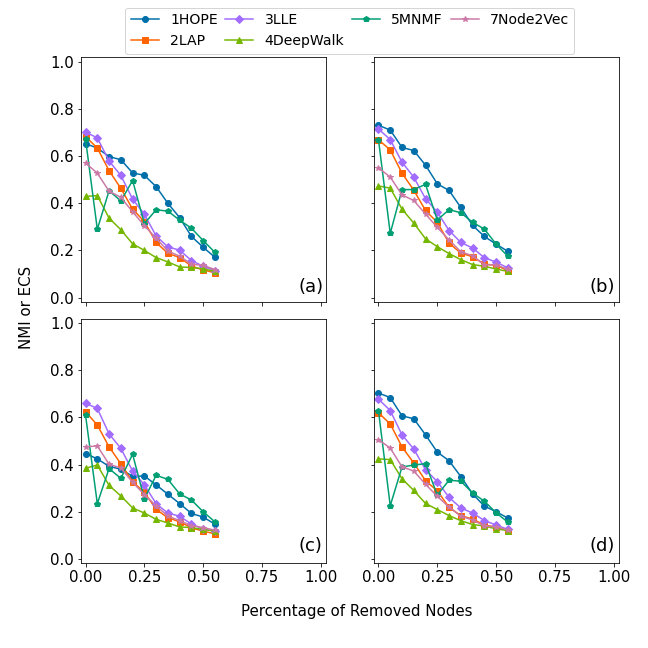 1HOPE 3LLE 5MNMF 7Node2Vec
2LAP 4DeepWalk
1.0
0.8
0.6
0.4
0.2
0.0
(a) (b)
1.0
0.8
0.6
0.4
0.2
0.0
(c) (d)
0.00 0.25 0.50 0.75 1.00 0.00 0.25 0.50 0.75 1.00
NMI or ECS
Percentage of Removed Nodes